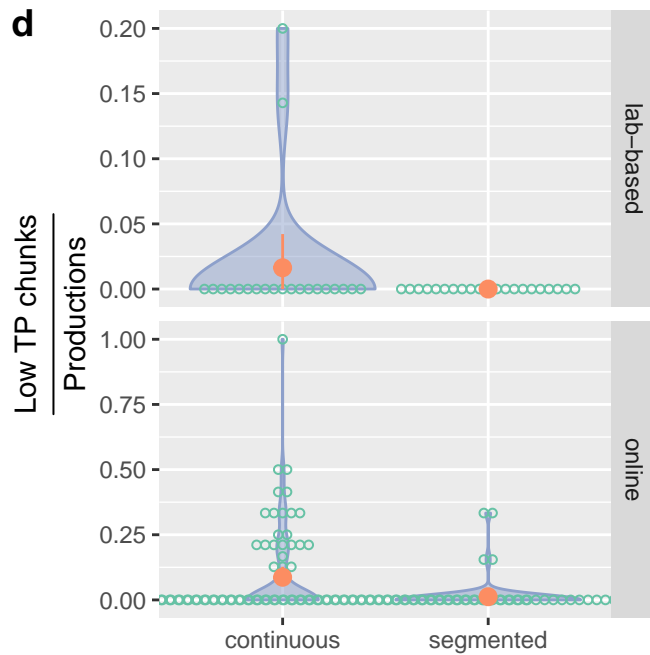 d
Low TP chunks
Productions
0.20
0.15
0.10
0.05
0.00
lab−based
1.00
0.75
0.50
0.25
0.00
online
continuous
segmented